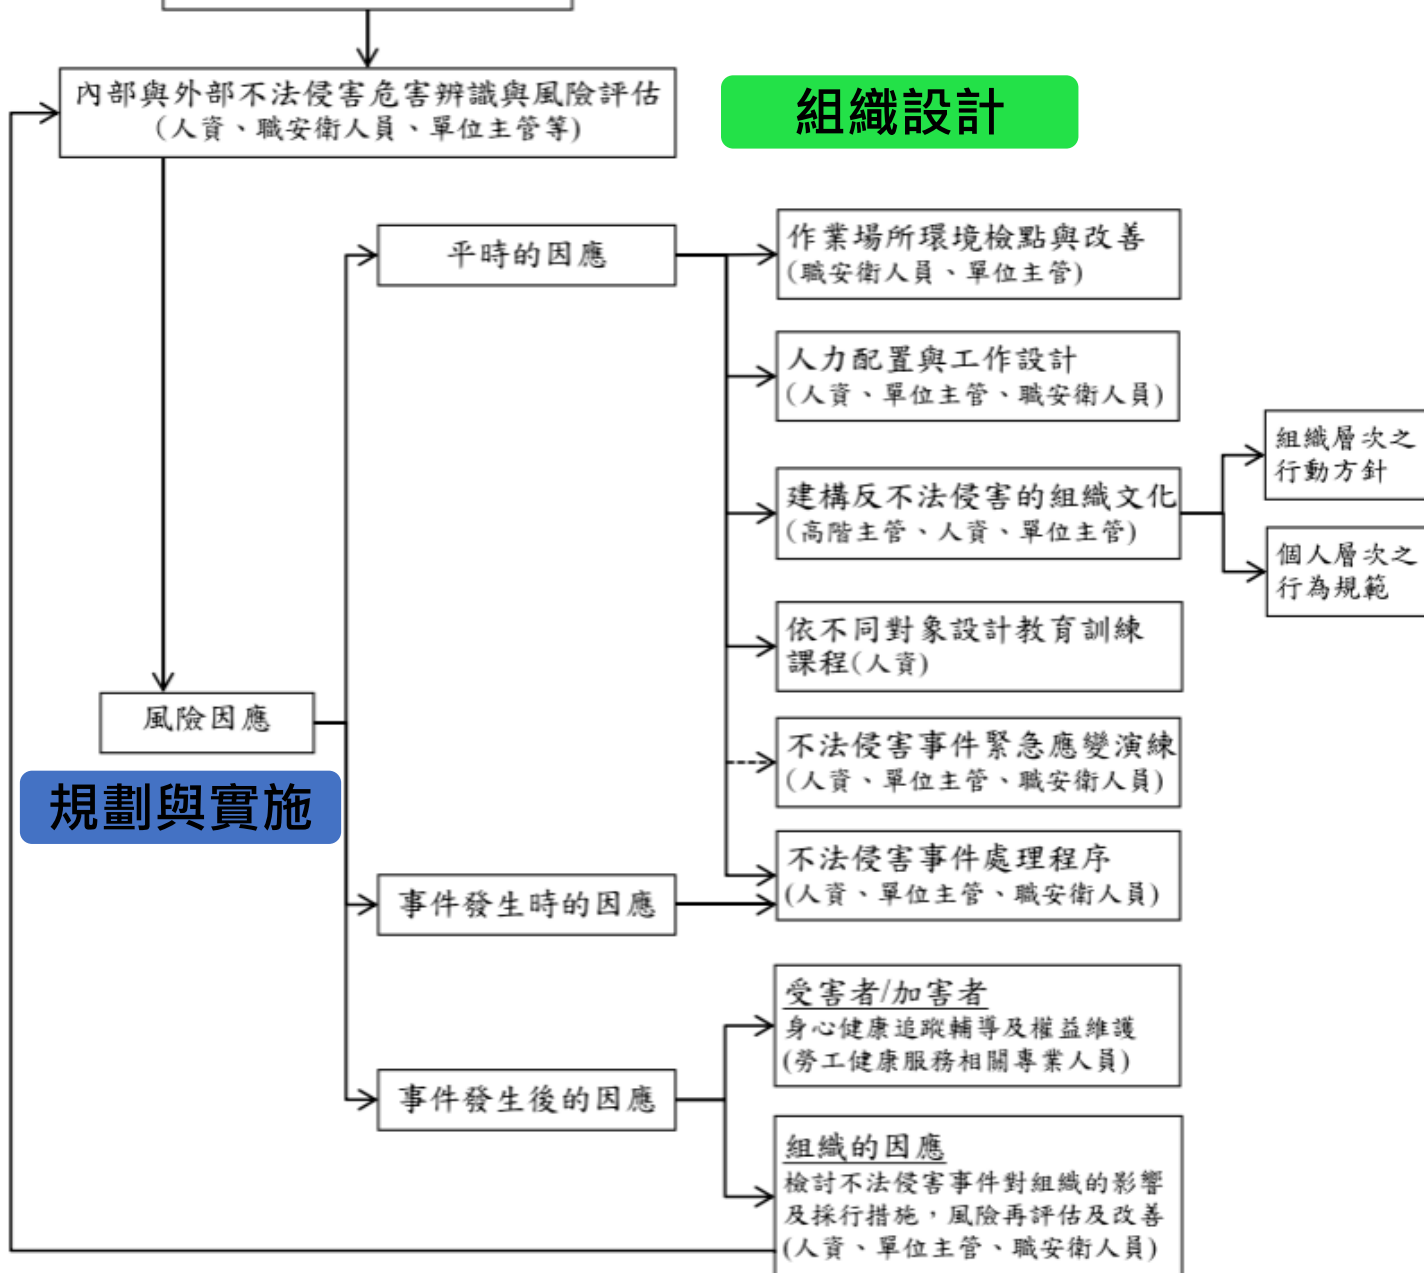 內部與外部不法侵害危害辨識與風險評估
(人資、職安衛人員、單位主管等)
組織設計
平時的因應
作業場所環境檢點與改善
(職安衛人員、單位主管)
人力配置與工作設計
(人資、單位主管、職安衛人員)
建構反不法侵害的組織文化
(高階主管、人資、單位主管)
組織層次之
行動方針
個人層次之
行為規範
依不同對象設計教育訓練
課程(人資)
風險因應
規劃與實施
不法侵害事件緊急應變演練
(人資、單位主管、職安衛人員)
事件發生時的因應
不法侵害事件處理程序
(人資、單位主管、職安衛人員)
事件發生後的因應
受害者/加害者
身心健康追蹤輔導及權益維護
(勞工健康服務相關專業人員)
組織的因應
檢討不法侵害事件對組織的影響
及採行措施，風險再評估及改善
(人資、單位主管、職安衛人員)